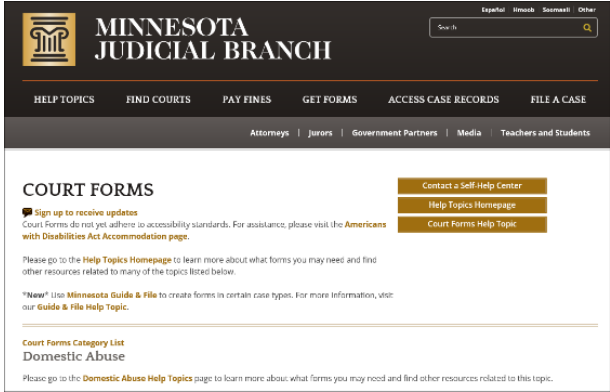 Español Hmoob Soomaali Other
MINNESOTA
JUDICIAL BRANCH
Search
HELP TOPICS FIND COURTS PAY FINES GET FORMS ACCESS CASE RECORDS FILE A CASE
Attorneys | Jurors | Government Partners | Media | Teachers and Students
COURT FORMS
Sign up to receive updates
Court Forms do not yet adhere to accessibility standards. For assistance, please visit the Americans
with Disabilities Act Accommodation page.
Please go to the Help Topics Homepage to learn more about what forms you may need and find
other resources related to many of the topics listed below.
*New* Use Minnesota Guide & File to create forms in certain case types. For more information, visit
our Guide & File Help Topic.
Contact a Self-Help Center
Help Topics Homepage
Court Forms Help Topic
Court Forms Category List
Domestic Abuse
Please go to the Domestic Abuse Help Topics page to learn more about what forms you may need and find other resources related to this topic.